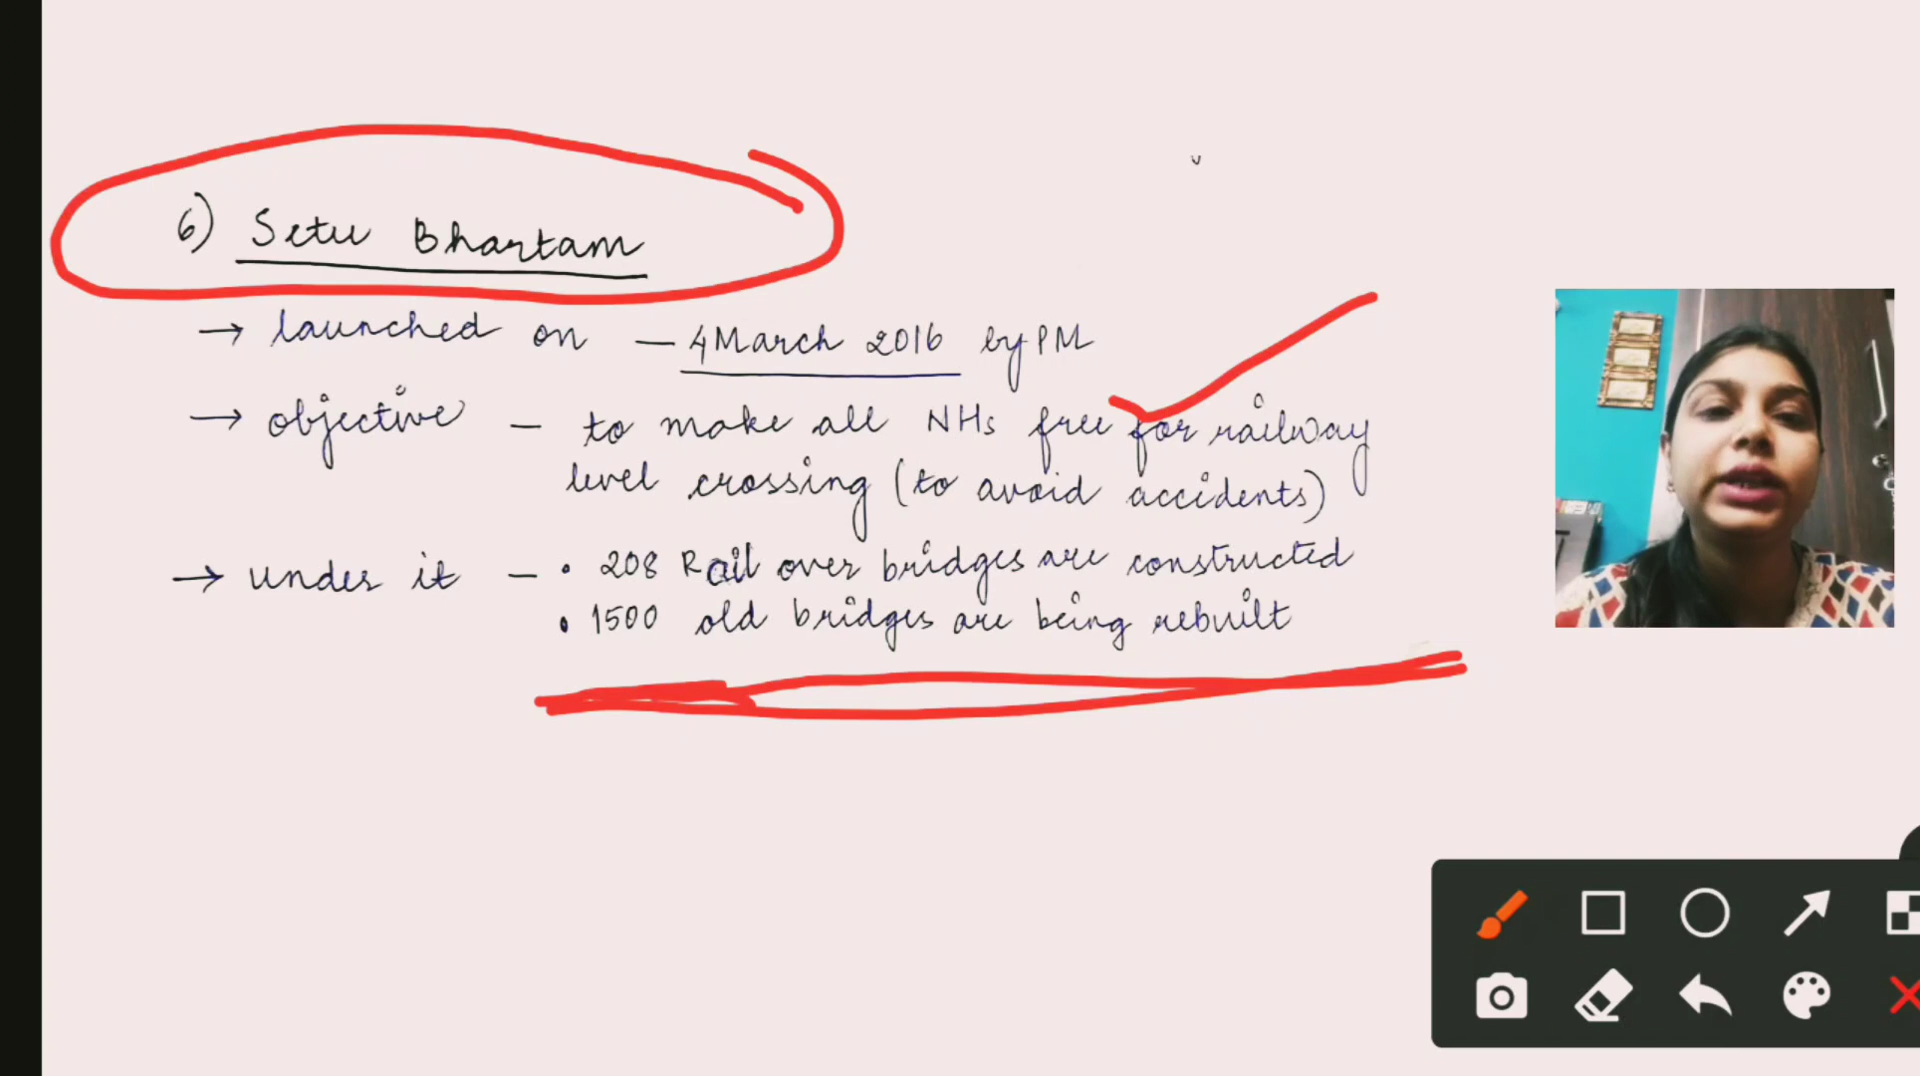 6) Setu Bhartam
→ launched on — 4 March 2016 by PM
→ objective – to make all NHs free for railway
level crossing (to avoid accidents)
→ under it – • 208 Rail over bridges are constructed
• 1500 old bridges are being rebuilt